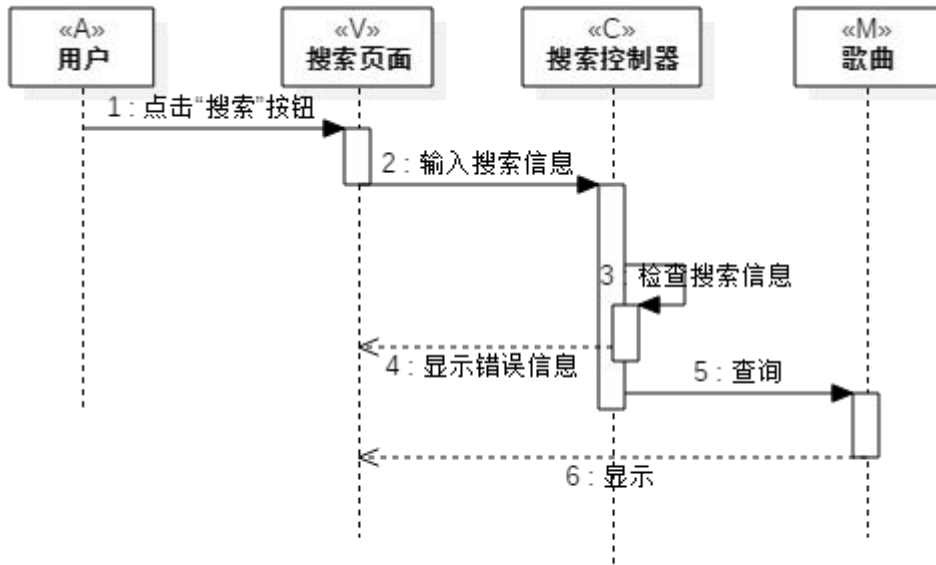 «A»
用户
«V»
搜索页面
«C»
搜索控制器
«M»
歌曲
1 : 点击“搜索”按钮
2 : 输入搜索信息
3 : 检查搜索信息
4 : 显示错误信息
5 : 查询
6 : 显示